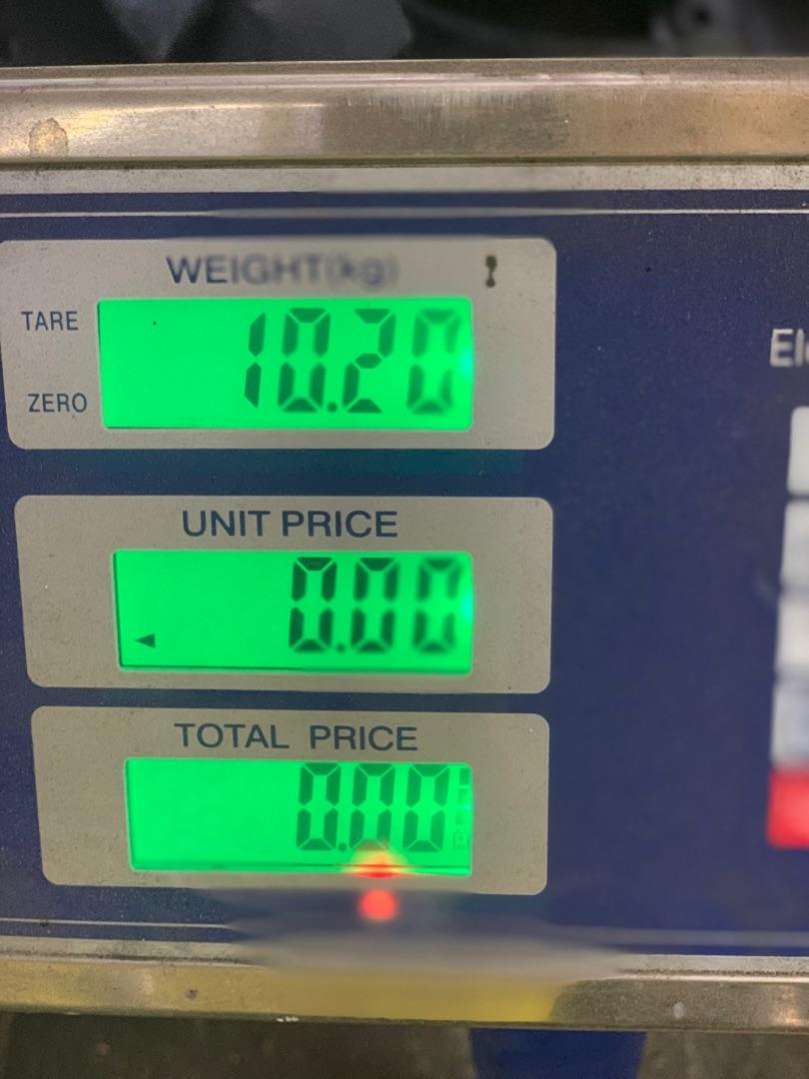 WEIGHT(kg)
TARE
10.20
ZERO
UNIT PRICE
0.00
TOTAL PRICE
0.00